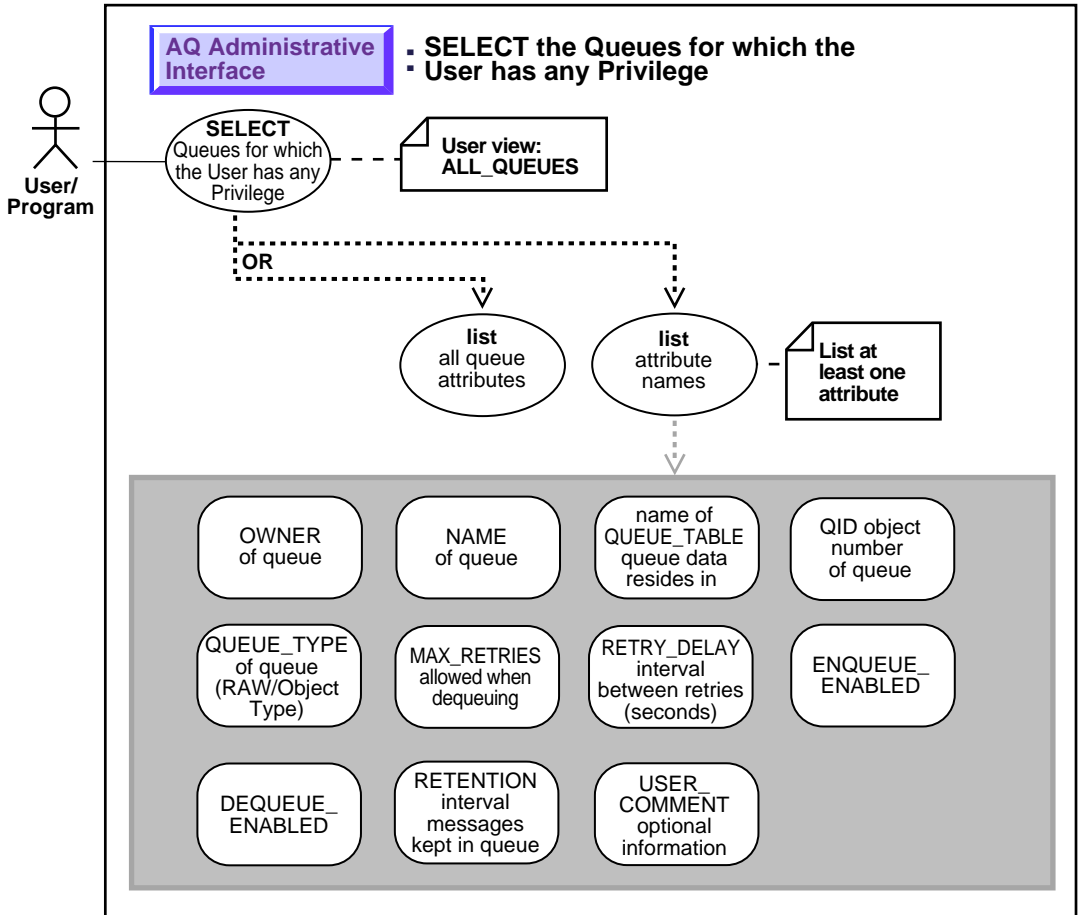 AQ Administrative
Interface
: SELECT the Queues for which the
: User has any Privilege
User/
Program
SELECT
Queues for which
the User has any
Privilege
User view:
ALL_QUEUES
OR
list
all queue
attributes
list
attribute
names
List at
least one
attribute
OWNER
of queue
NAME
of queue
name of
QUEUE_TABLE
queue data
resides in
QID object
number
of queue
QUEUE_TYPE
of queue
(RAW/Object
Type)
MAX_RETRIES
allowed when
dequeuing
RETRY_DELAY
interval
between retries
(seconds)
ENQUEUE_
ENABLED
DEQUEUE_
ENABLED
RETENTION
interval
messages
kept in queue
USER_
COMMENT
optional
information